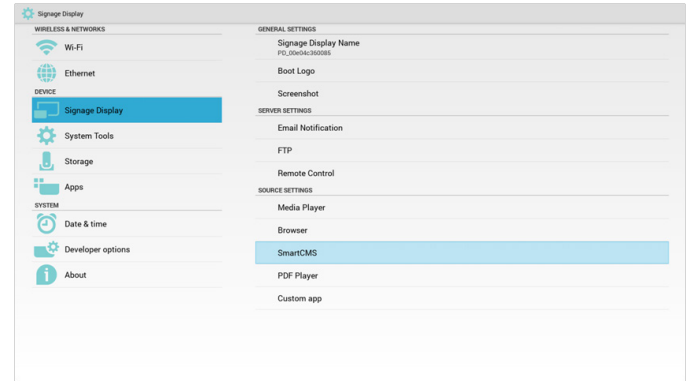 Signage Display
WIRELESS & NETWORKS
Wi-Fi
Ethernet
DEVICE
Signage Display
System Tools
Storage
Apps
SYSTEM
Date & time
Developer options
About
GENERAL SETTINGS
Signage Display Name
PD_00e04c360085
Boot Logo
Screenshot
SERVER SETTINGS
Email Notification
FTP
Remote Control
SOURCE SETTINGS
Media Player
Browser
SmartCMS
PDF Player
Custom app